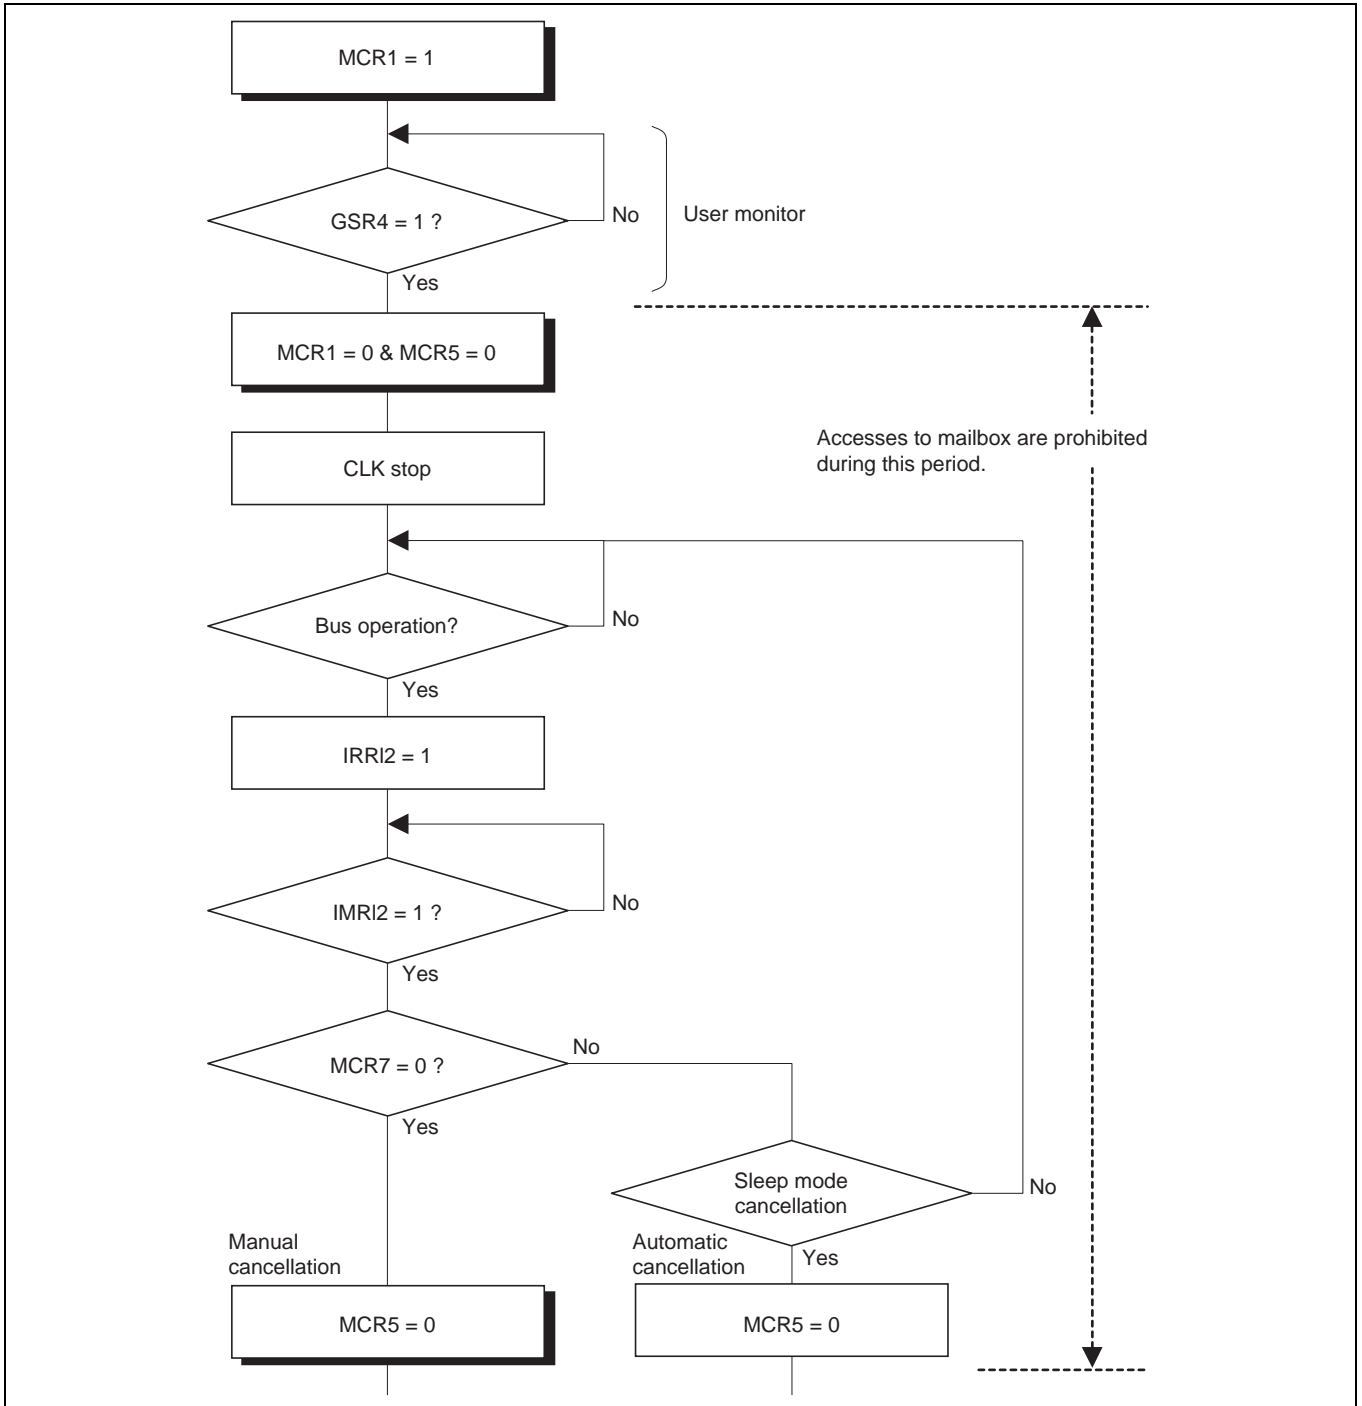 MCR1 = 1
GSR4 = 1 ?
No
User monitor
Yes
MCR1 = 0 & MCR5 = 0
Accesses to mailbox are prohibited
during this period.
CLK stop
Bus operation?
No
Yes
IRRI2 = 1
IMRI2 = 1 ?
No
Yes
MCR7 = 0 ?
No
Yes
Sleep mode
cancellation
No
Yes
Manual
cancellation
Automatic
cancellation
MCR5 = 0
MCR5 = 0